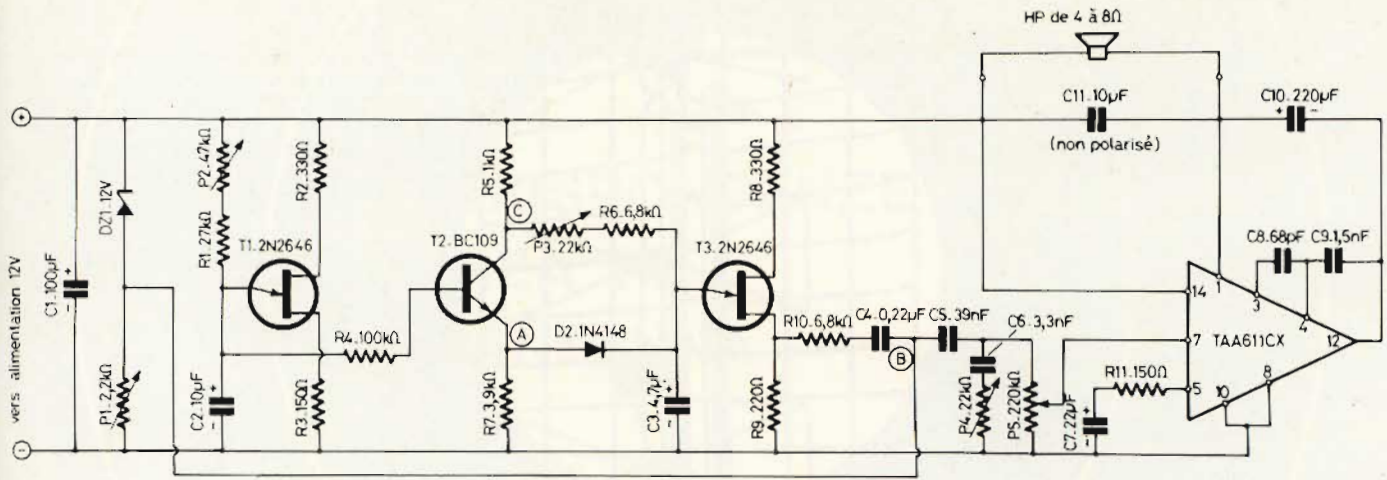 HP de 4 à 8Ω
C11.10µF
(non polarisé)
C10.220µF
+ -
+
vers alimentation 12V
-
C1.100µF
+
-
DZ1.12V
P1.2,2kΩ
P2.47kΩ
R1.27kΩ
C2.10µF
+
-
T1.2N2646
R2.330Ω
R3.150Ω
R4.100kΩ
T2.BC109
R5.1kΩ
C
P3.22kΩ
R6.6,8kΩ
A
D2.1N4148
R7.3,9kΩ
C3.4,7µF
+
-
T3.2N2646
R8.330Ω
R9.220Ω
R10.6,8kΩ
C4.0,22µF
B
C5.39nF
C6.3,3nF
P4.22kΩ
P5.220kΩ
C7.22µF
+
-
R11.150Ω
C8.68pF
C9.1,5nF
TAA611CX
14
7
5
10
8
12
4
3
1